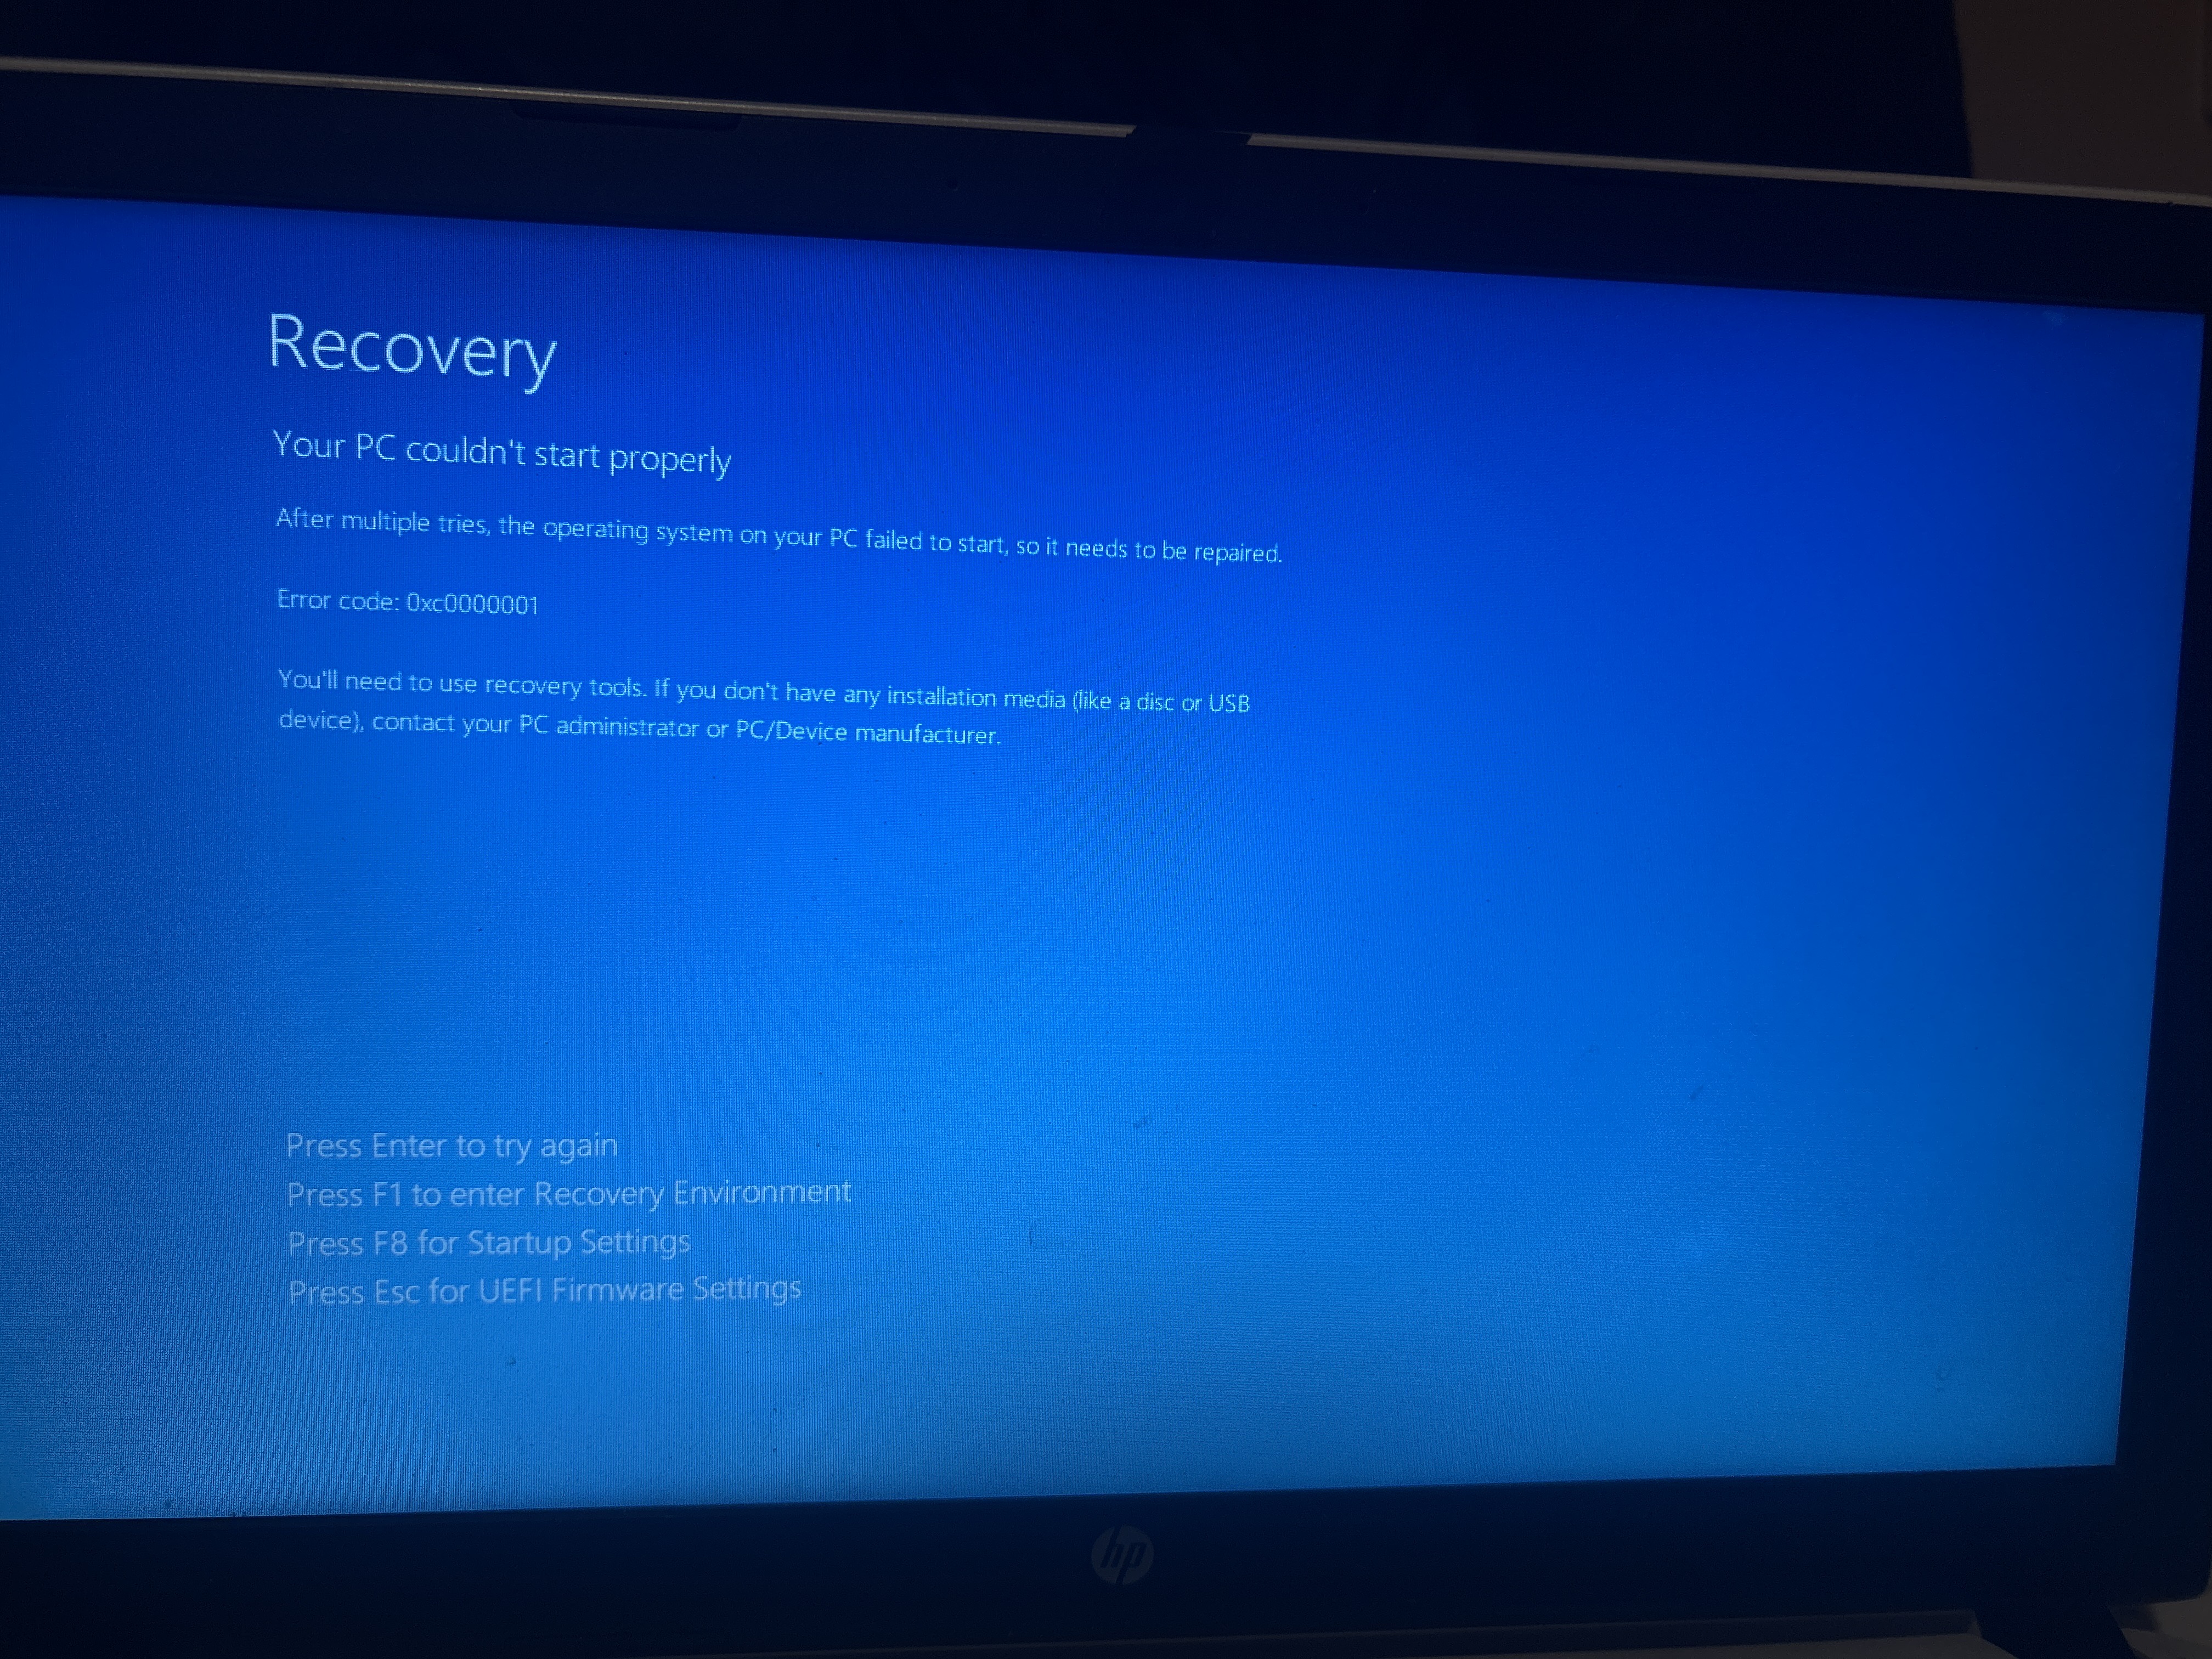 Recovery
Your PC couldn't start properly
After multiple tries, the operating system on your PC failed to start, so it needs to be repaired.
Error code: 0xc0000001
You'll need to use recovery tools. If you don't have any installation media (like a disc or USB
device), contact your PC administrator or PC/Device manufacturer.
Press Enter to try again
Press F1 to enter Recovery Environment
Press F8 for Startup Settings
Press Esc for UEFI Firmware Settings
hp